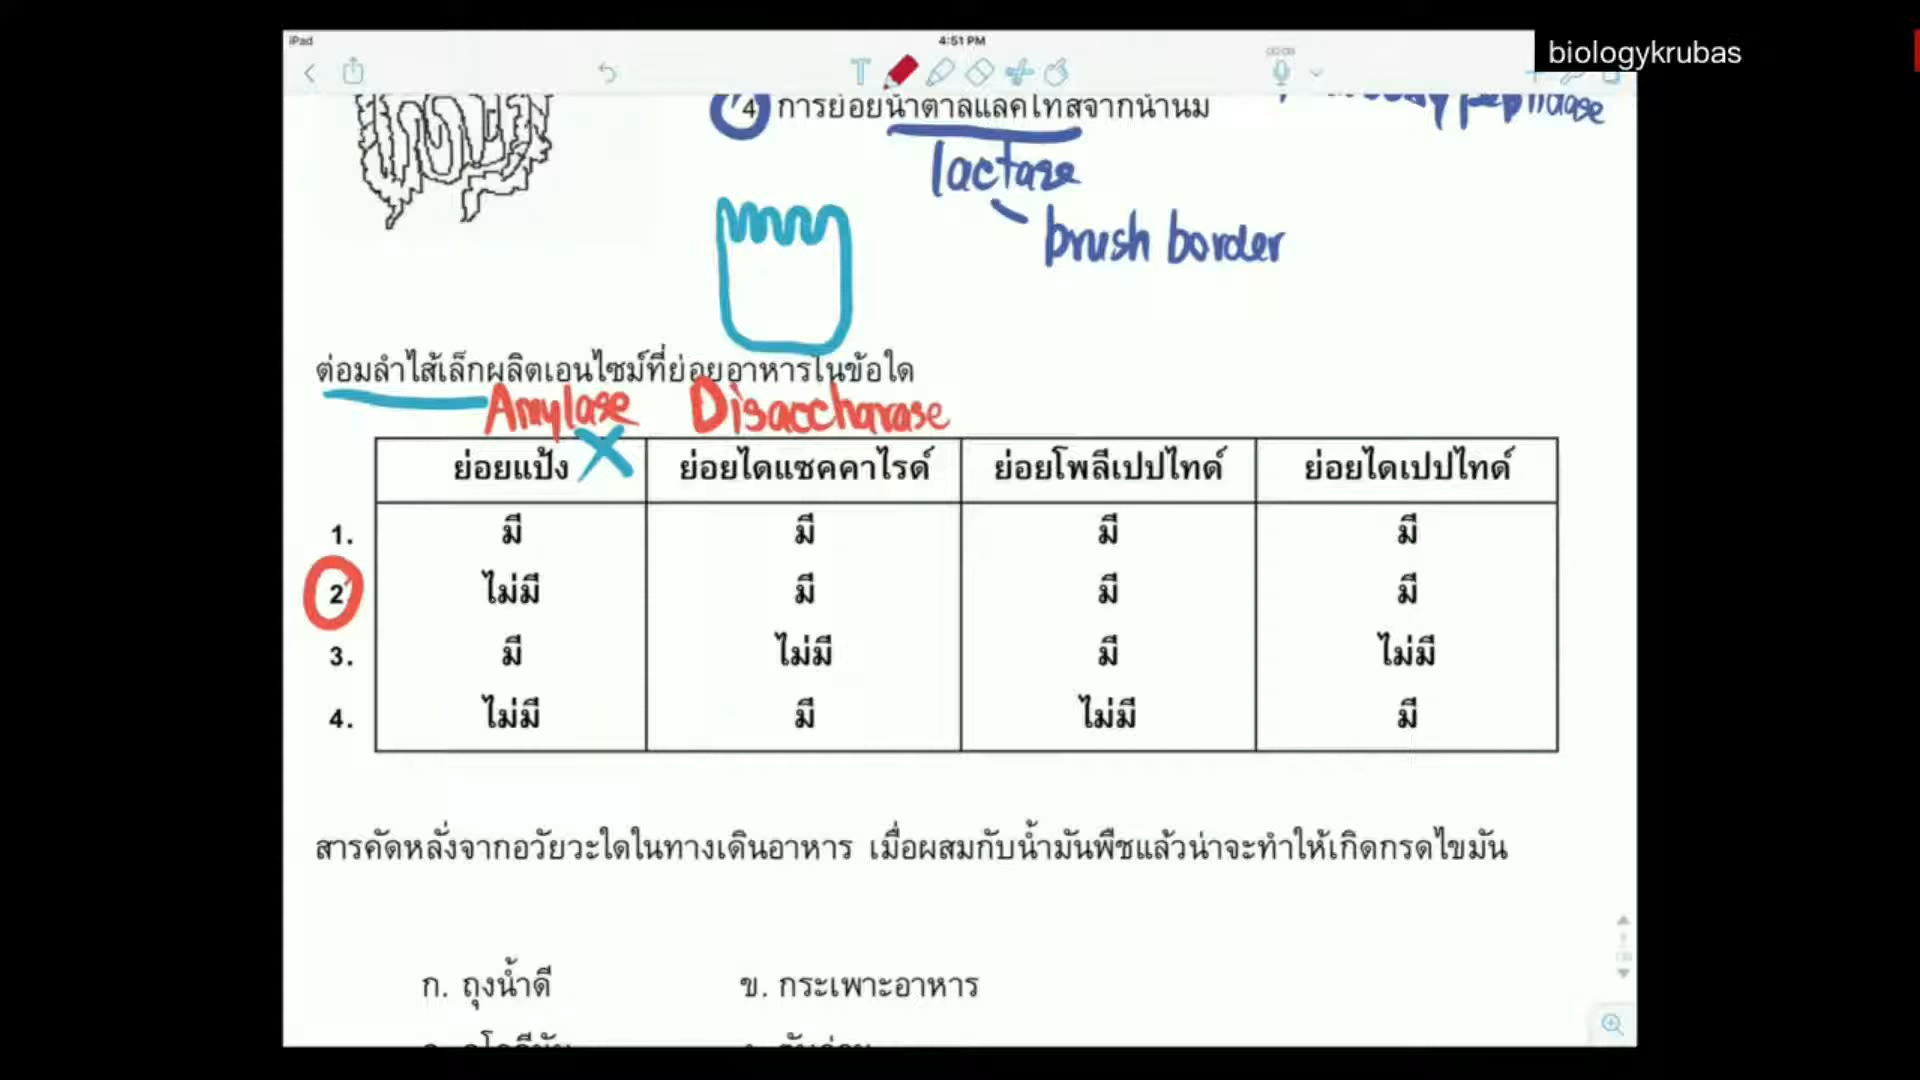 iPad
4:51 PM
biologykrubas
4 การย่อยน้ำตาลแลคโทสจากน้ำนม
lactase
brush border
ต่อมลำไส้เล็กผลิตเอนไซม์ที่ย่อยอาหารในข้อใด
Amylase Disaccharase
ย่อยแป้ง ย่อยไดแซคคาไรด์ ย่อยโพลีเปปไทด์ ย่อยไดเปปไทด์
1. มี มี มี มี
2 ไม่มี มี มี มี
3. มี ไม่มี มี ไม่มี
4. ไม่มี มี ไม่มี มี
สารคัดหลั่งจากอวัยวะใดในทางเดินอาหาร เมื่อผสมกับน้ำมันพืชแล้วน่าจะทำให้เกิดกรดไขมัน
ก. ถุงน้ำดี ข. กระเพาะอาหาร